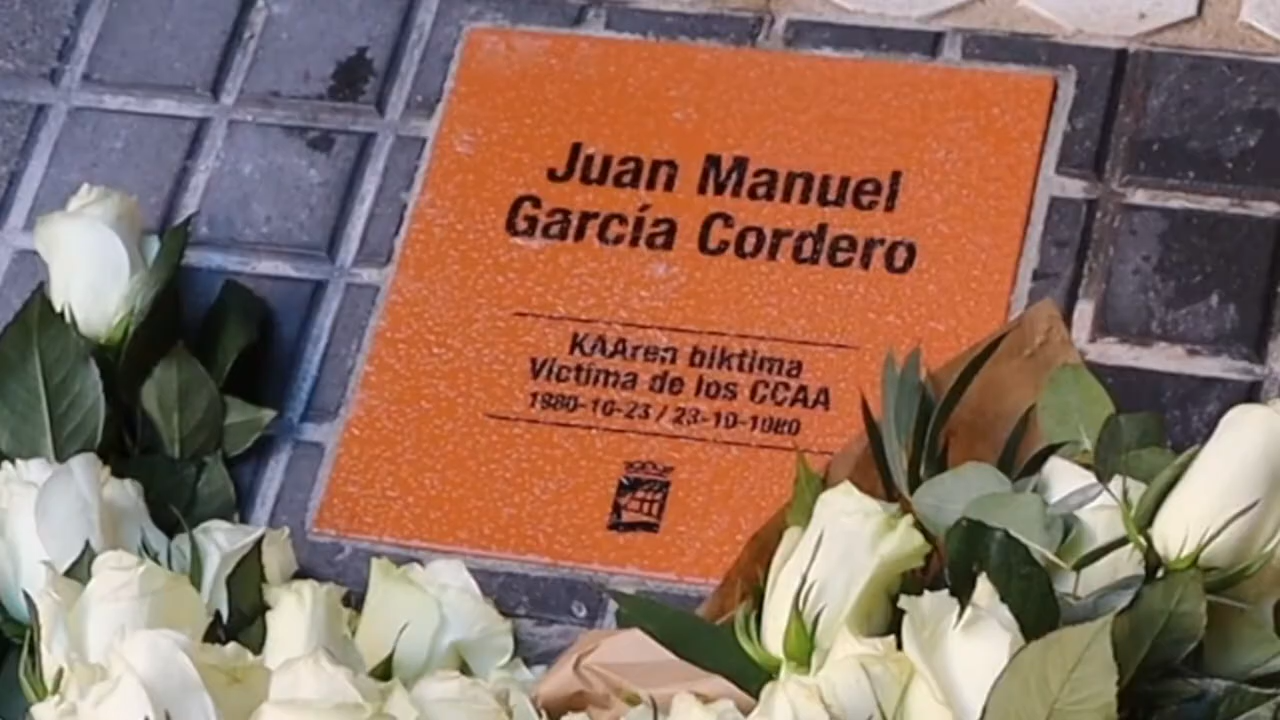 Juan Manuel
García Cordero
KAAren biktima
Víctima de los CCAA
1980-10-23 / 23-10-1980